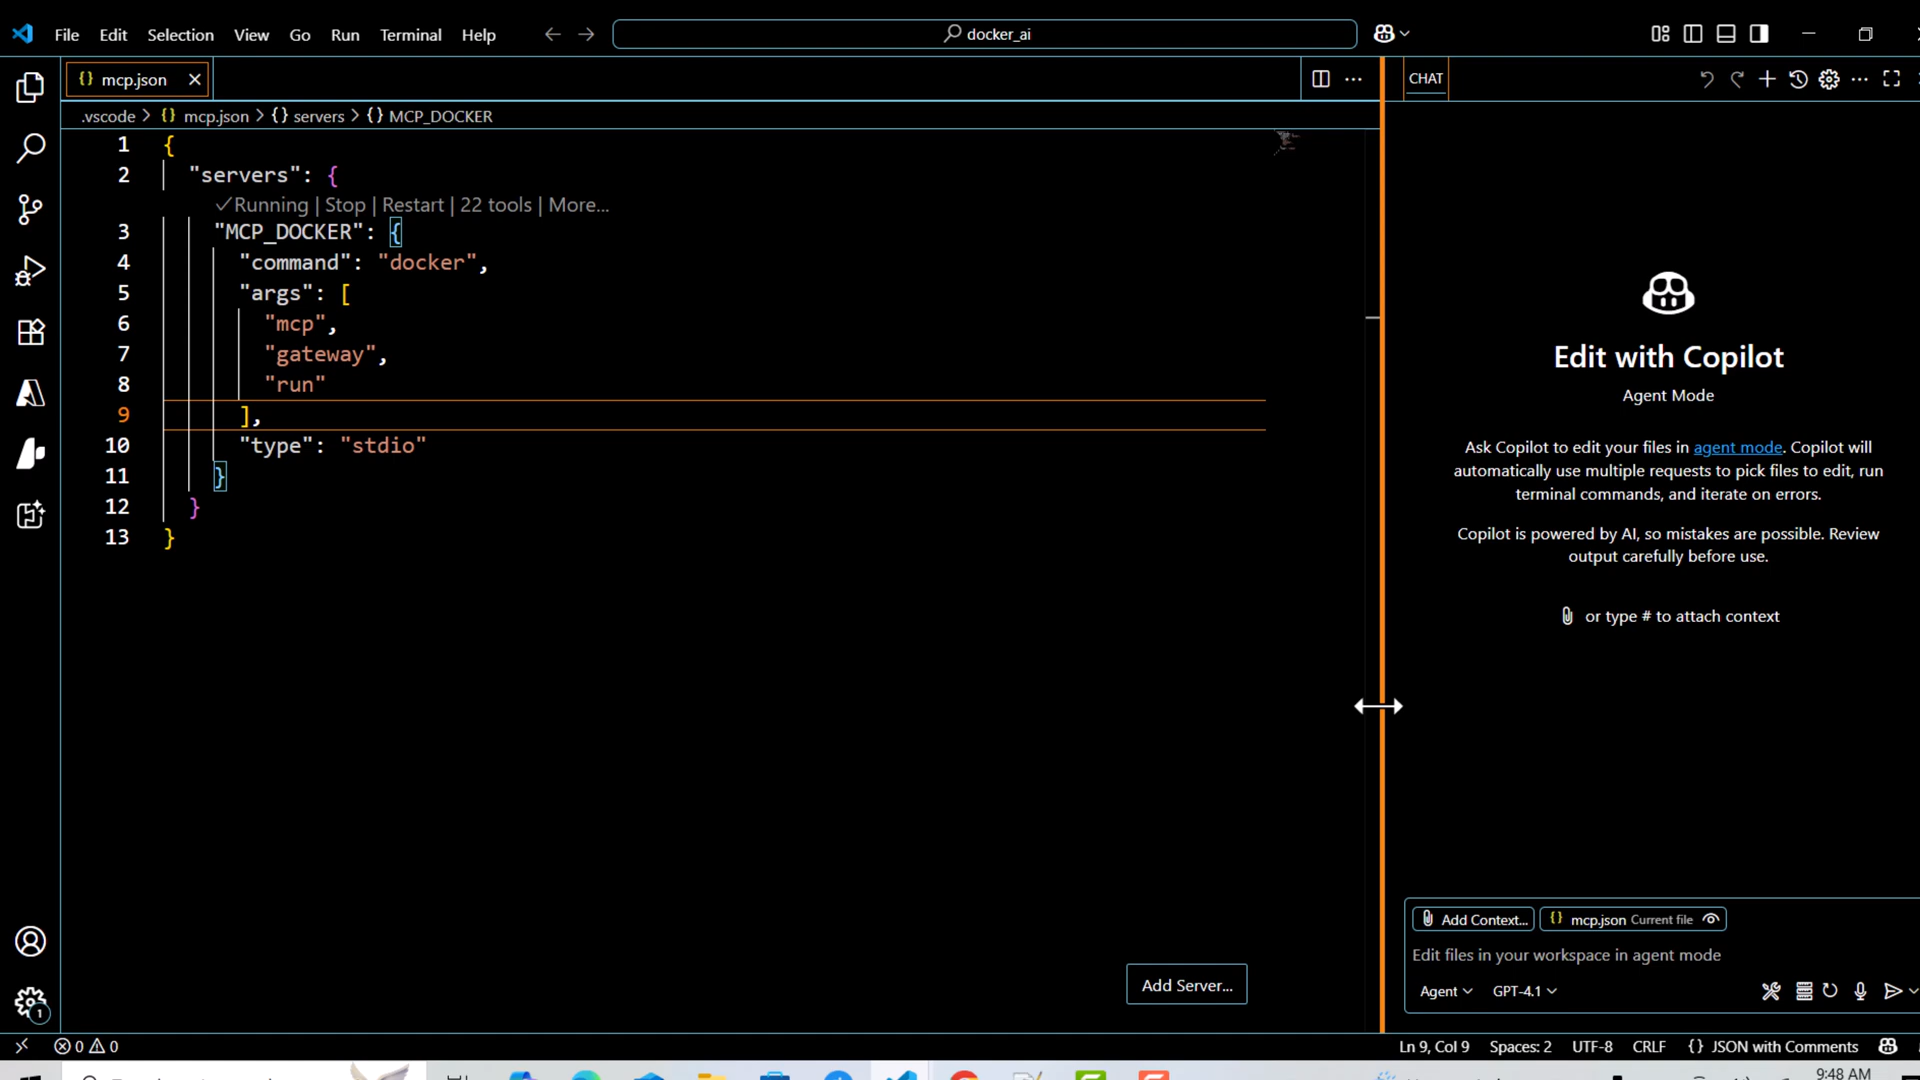 File Edit Selection View Go Run Terminal Help
docker_ai
mcp.json
CHAT
.vscode > {} mcp.json > {} servers > {} MCP_DOCKER
1 {
2 "servers": {
✓Running | Stop | Restart | 22 tools | More...
3 "MCP_DOCKER": {
4 "command": "docker",
5 "args": [
6 "mcp",
7 "gateway",
8 "run"
9 ],
10 "type": "stdio"
11 }
12 }
13 }
Edit with Copilot
Agent Mode
Ask Copilot to edit your files in agent mode. Copilot will
automatically use multiple requests to pick files to edit, run
terminal commands, and iterate on errors.
Copilot is powered by AI, so mistakes are possible. Review
output carefully before use.
or type # to attach context
Add Context...
{} mcp.json Current file
Edit files in your workspace in agent mode
Agent
GPT-4.1
Add Server...
1
0 0
Ln 9, Col 9 Spaces: 2 UTF-8 CRLF {} JSON with Comments
9:48 AM